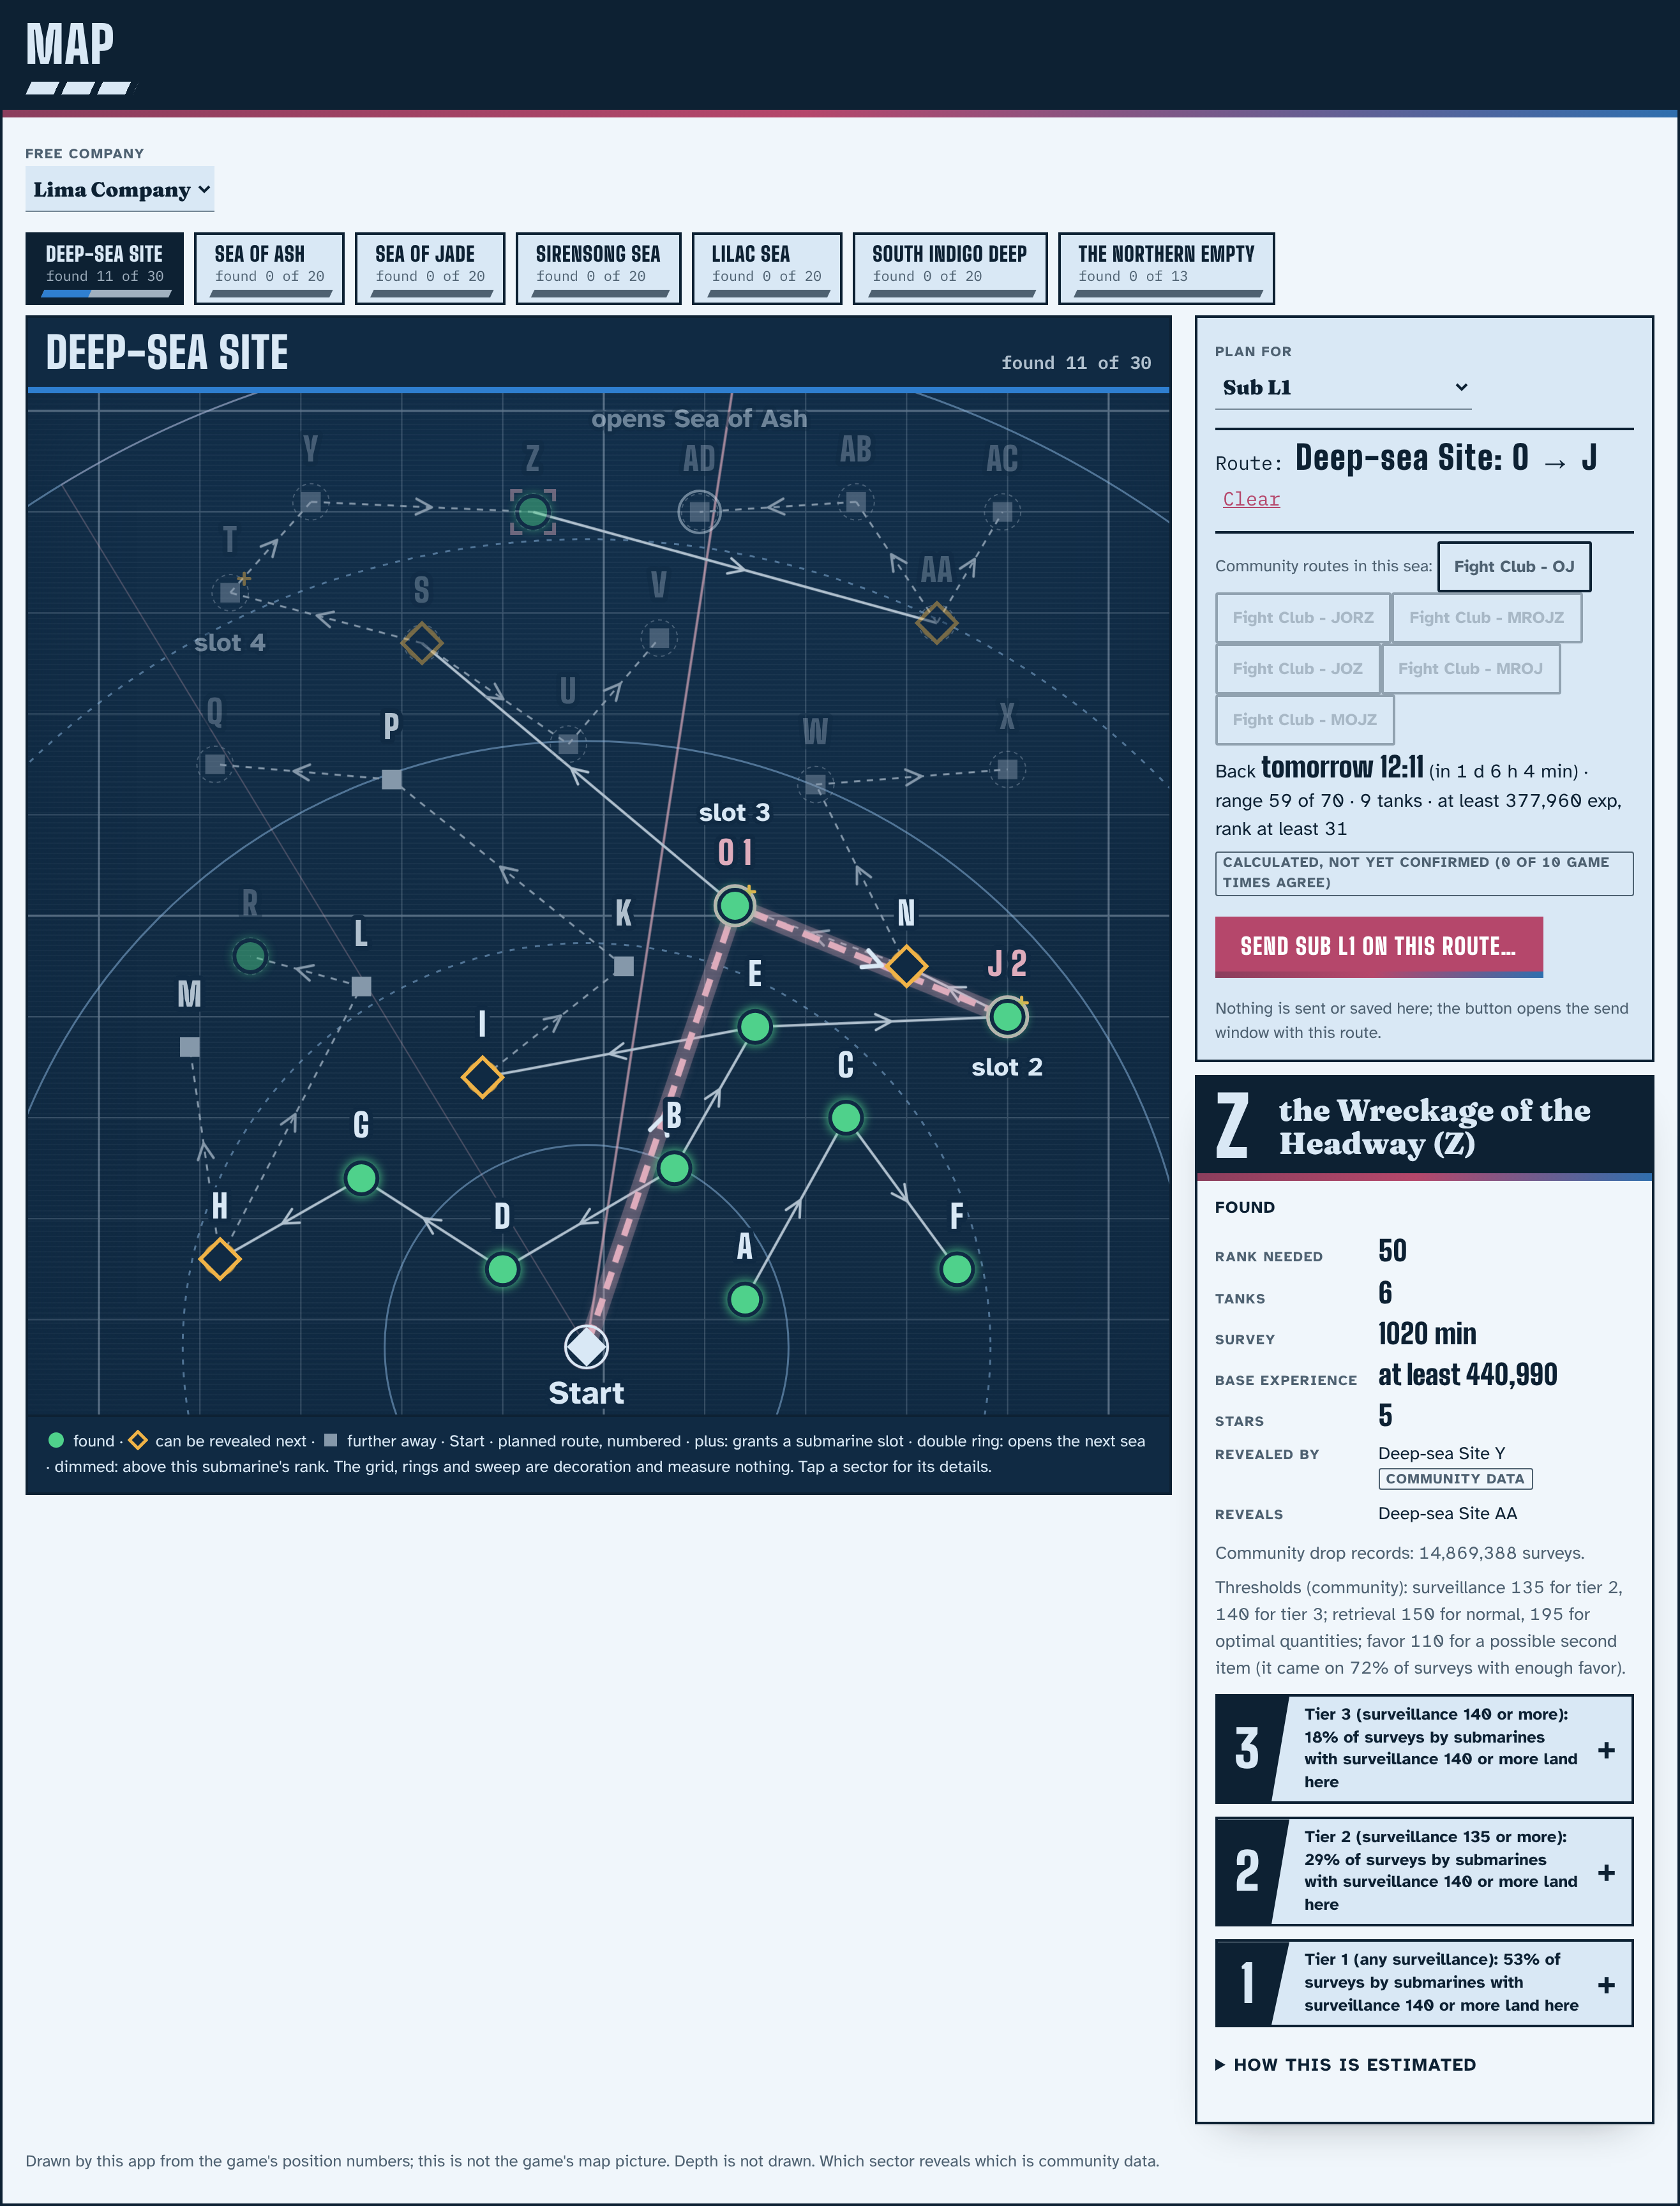 MAP
FREE COMPANY
Lima Company
DEEP-SEA SITE
found 11 of 30
SEA OF ASH
found 0 of 20
SEA OF JADE
found 0 of 20
SIRENSONG SEA
found 0 of 20
LILAC SEA
found 0 of 20
SOUTH INDIGO DEEP
found 0 of 20
THE NORTHERN EMPTY
found 0 of 13
DEEP-SEA SITE
found 11 of 30
opens Sea of Ash
Y
Z
AD
AB
AC
T
S
V
AA
slot 4
Q
P
U
W
X
slot 3
O 1
R
L
K
N
M
I
E
J 2
slot 2
G
B
C
H
D
A
F
Start
found · can be revealed next · further away · Start · planned route, numbered · plus: grants a submarine slot · double ring: opens the next sea
· dimmed: above this submarine's rank. The grid, rings and sweep are decoration and measure nothing. Tap a sector for its details.
PLAN FOR
Sub L1
Route: Deep-sea Site: O → J
Clear
Community routes in this sea: Fight Club - OJ
Fight Club - JORZ Fight Club - MROJZ
Fight Club - JOZ Fight Club - MROJ
Fight Club - MOJZ
Back tomorrow 12:11 (in 1 d 6 h 4 min) ·
range 59 of 70 · 9 tanks · at least 377,960 exp,
rank at least 31
CALCULATED, NOT YET CONFIRMED (0 OF 10 GAME
TIMES AGREE)
SEND SUB L1 ON THIS ROUTE…
Nothing is sent or saved here; the button opens the send
window with this route.
Z
the Wreckage of the
Headway (Z)
FOUND
RANK NEEDED 50
TANKS 6
SURVEY 1020 min
BASE EXPERIENCE at least 440,990
STARS 5
REVEALED BY Deep-sea Site Y
COMMUNITY DATA
REVEALS Deep-sea Site AA
Community drop records: 14,869,388 surveys.
Thresholds (community): surveillance 135 for tier 2,
140 for tier 3; retrieval 150 for normal, 195 for
optimal quantities; favor 110 for a possible second
item (it came on 72% of surveys with enough favor).
3
Tier 3 (surveillance 140 or more):
18% of surveys by submarines
with surveillance 140 or more land
here
+
2
Tier 2 (surveillance 135 or more):
29% of surveys by submarines
with surveillance 140 or more land
here
+
1
Tier 1 (any surveillance): 53% of
surveys by submarines with
surveillance 140 or more land here
+
HOW THIS IS ESTIMATED
Drawn by this app from the game's position numbers; this is not the game's map picture. Depth is not drawn. Which sector reveals which is community data.